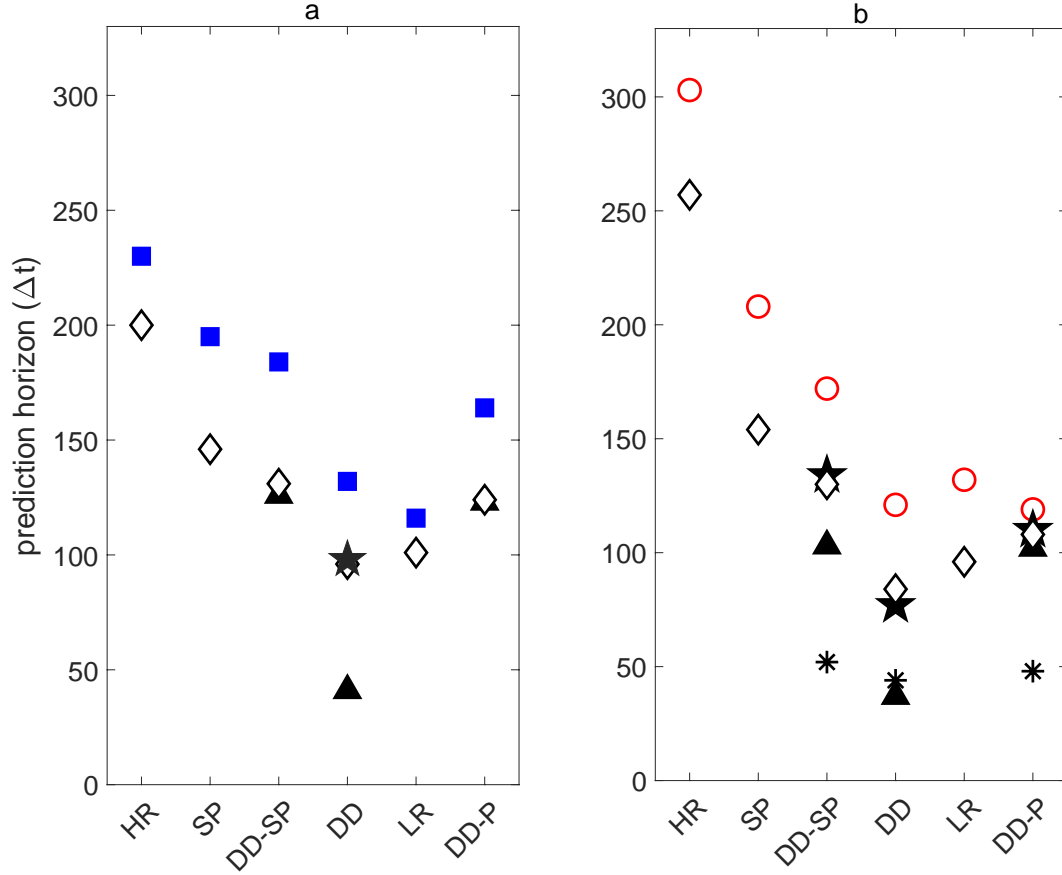 a
prediction horizon (Δt)
300
250
200
150
100
50
0
HR
SP
DD-SP
DD
LR
DD-P
b
300
250
200
150
100
50
0
HR
SP
DD-SP
DD
LR
DD-P